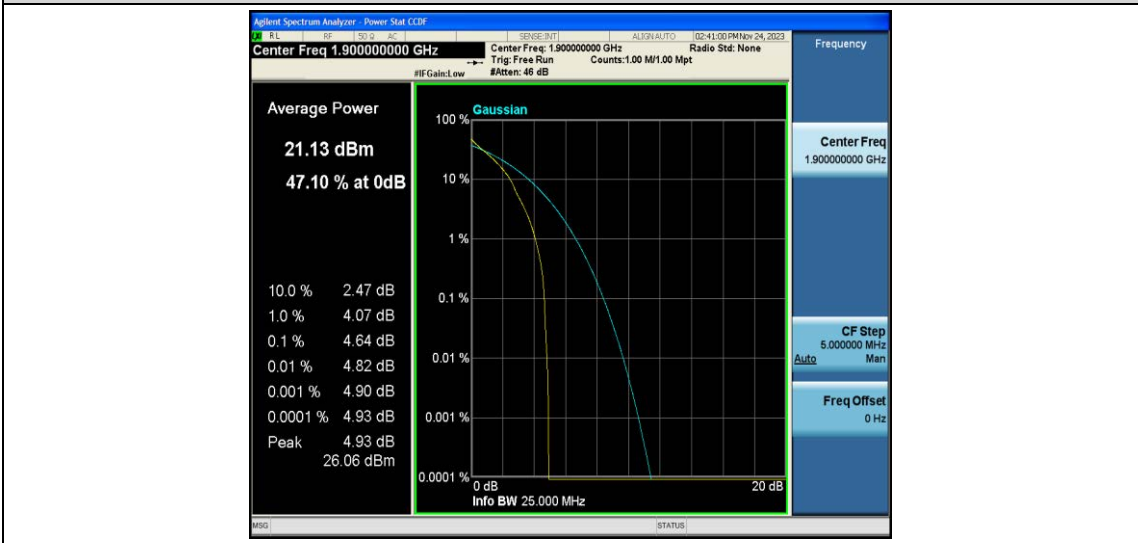 Agilent Spectrum Analyzer - Power Stat CCDF
RL RF 50 Ω AC SENSE:INT ALIGN AUTO 02:41:00 PM Nov 24, 2023
Center Freq 1.900000000 GHz
Center Freq: 1.900000000 GHz Radio Std: None
Trig: Free Run Counts:1.00 M/1.00 Mpt
#IFGain:Low #Atten: 46 dB
Frequency
Center Freq
1.900000000 GHz
CF Step
5.000000 MHz
Auto Man
Freq Offset
0 Hz
Average Power
21.13 dBm
47.10 % at 0dB
10.0 % 2.47 dB
1.0 % 4.07 dB
0.1 % 4.64 dB
0.01 % 4.82 dB
0.001 % 4.90 dB
0.0001 % 4.93 dB
Peak 4.93 dB
26.06 dBm
Gaussian
100 %
10 %
1 %
0.1 %
0.01 %
0.001 %
0.0001 %
0 dB 20 dB
Info BW 25.000 MHz
MSG STATUS